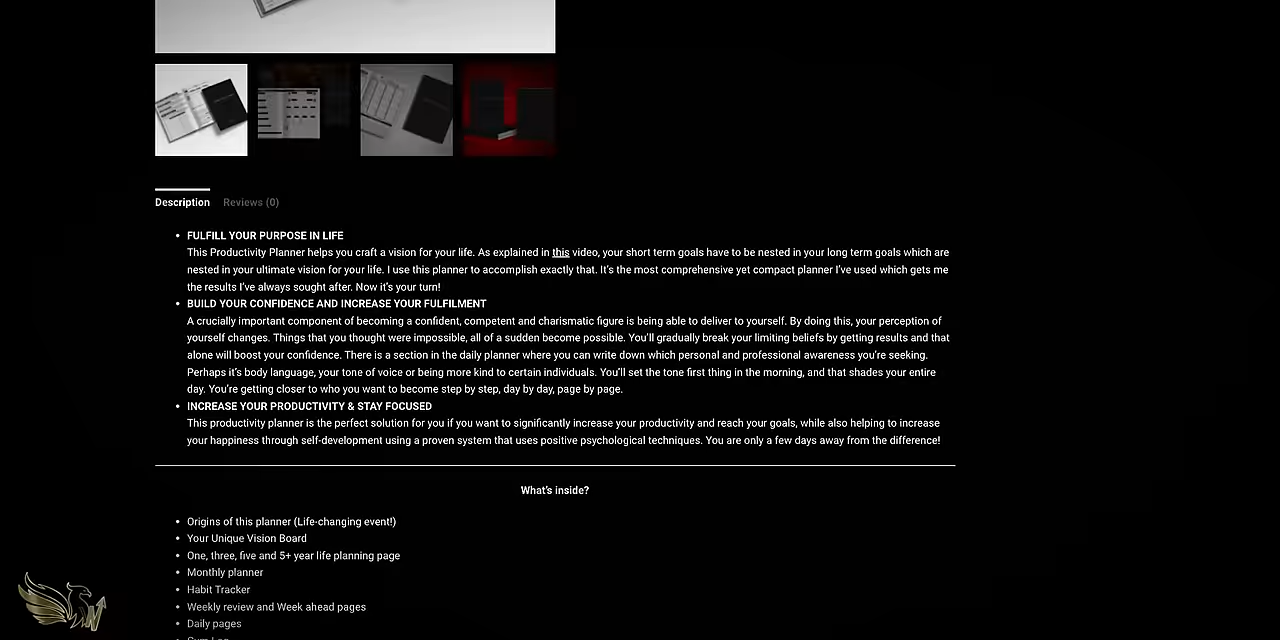 Description Reviews (0)
• FULFILL YOUR PURPOSE IN LIFE
This Productivity Planner helps you craft a vision for your life. As explained in this video, your short term goals have to be nested in your long term goals which are
nested in your ultimate vision for your life. I use this planner to accomplish exactly that. It's the most comprehensive yet compact planner I've used which gets me
the results I've always sought after. Now it's your turn!
• BUILD YOUR CONFIDENCE AND INCREASE YOUR FULFILMENT
A crucially important component of becoming a confident, competent and charismatic figure is being able to deliver to yourself. By doing this, your perception of
yourself changes. Things that you thought were impossible, all of a sudden become possible. You'll gradually break your limiting beliefs by getting results and that
alone will boost your confidence. There is a section in the daily planner where you can write down which personal and professional awareness you're seeking.
Perhaps it's body language, your tone of voice or being more kind to certain individuals. You'll set the tone first thing in the morning, and that shades your entire
day. You're getting closer to who you want to become step by step, day by day, page by page.
• INCREASE YOUR PRODUCTIVITY & STAY FOCUSED
This productivity planner is the perfect solution for you if you want to significantly increase your productivity and reach your goals, while also helping to increase
your happiness through self-development using a proven system that uses positive psychological techniques. You are only a few days away from the difference!
What's inside?
• Origins of this planner (Life-changing event!)
• Your Unique Vision Board
• One, three, five and 5+ year life planning page
• Monthly planner
• Habit Tracker
• Weekly review and Week ahead pages
• Daily pages